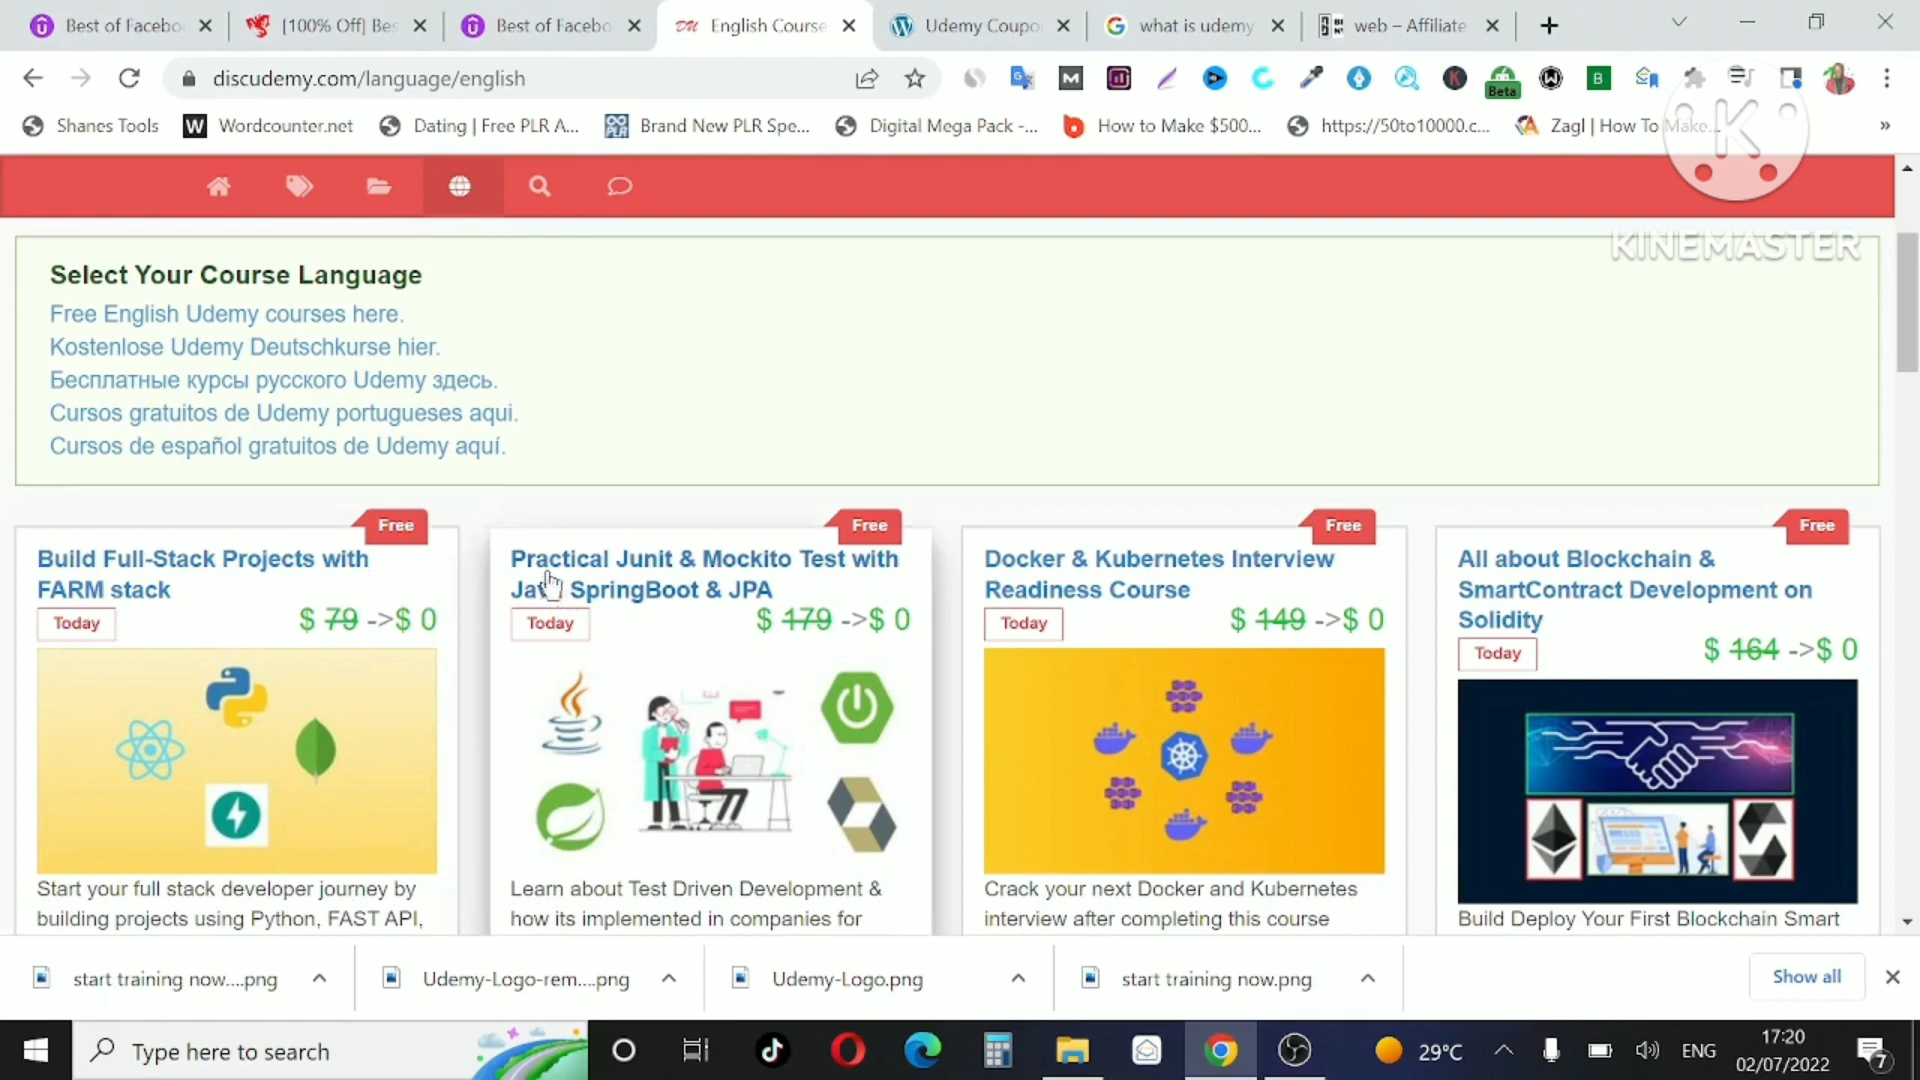 Best of Facebo
[100% Off] Bes
Best of Facebo
English Course
Udemy Coupo
what is udemy
web – Affiliate
discudemy.com/language/english
Beta
Shanes Tools
Wordcounter.net
Dating | Free PLR A...
Brand New PLR Spe...
Digital Mega Pack -...
How to Make $500...
https://50to10000.c...
Zagl | How To Make...
K
KINEMASTER
Select Your Course Language
Free English Udemy courses here.
Kostenlose Udemy Deutschkurse hier.
Бесплатные курсы русского Udemy здесь.
Cursos gratuitos de Udemy portugueses aqui.
Cursos de español gratuitos de Udemy aquí.
Free
Build Full-Stack Projects with
FARM stack
Today
$ 79 ->$ 0
Start your full stack developer journey by
building projects using Python, FAST API,
Free
Practical Junit & Mockito Test with
Java SpringBoot & JPA
Today
$ 179 ->$ 0
Learn about Test Driven Development &
how its implemented in companies for
Free
Docker & Kubernetes Interview
Readiness Course
Today
$ 149 ->$ 0
Crack your next Docker and Kubernetes
interview after completing this course
Free
All about Blockchain &
SmartContract Development on
Solidity
Today
$ 164 ->$ 0
Build Deploy Your First Blockchain Smart
start training now....png
Udemy-Logo-rem....png
Udemy-Logo.png
start training now.png
Show all
Type here to search
29°C
ENG
17:20
02/07/2022
7